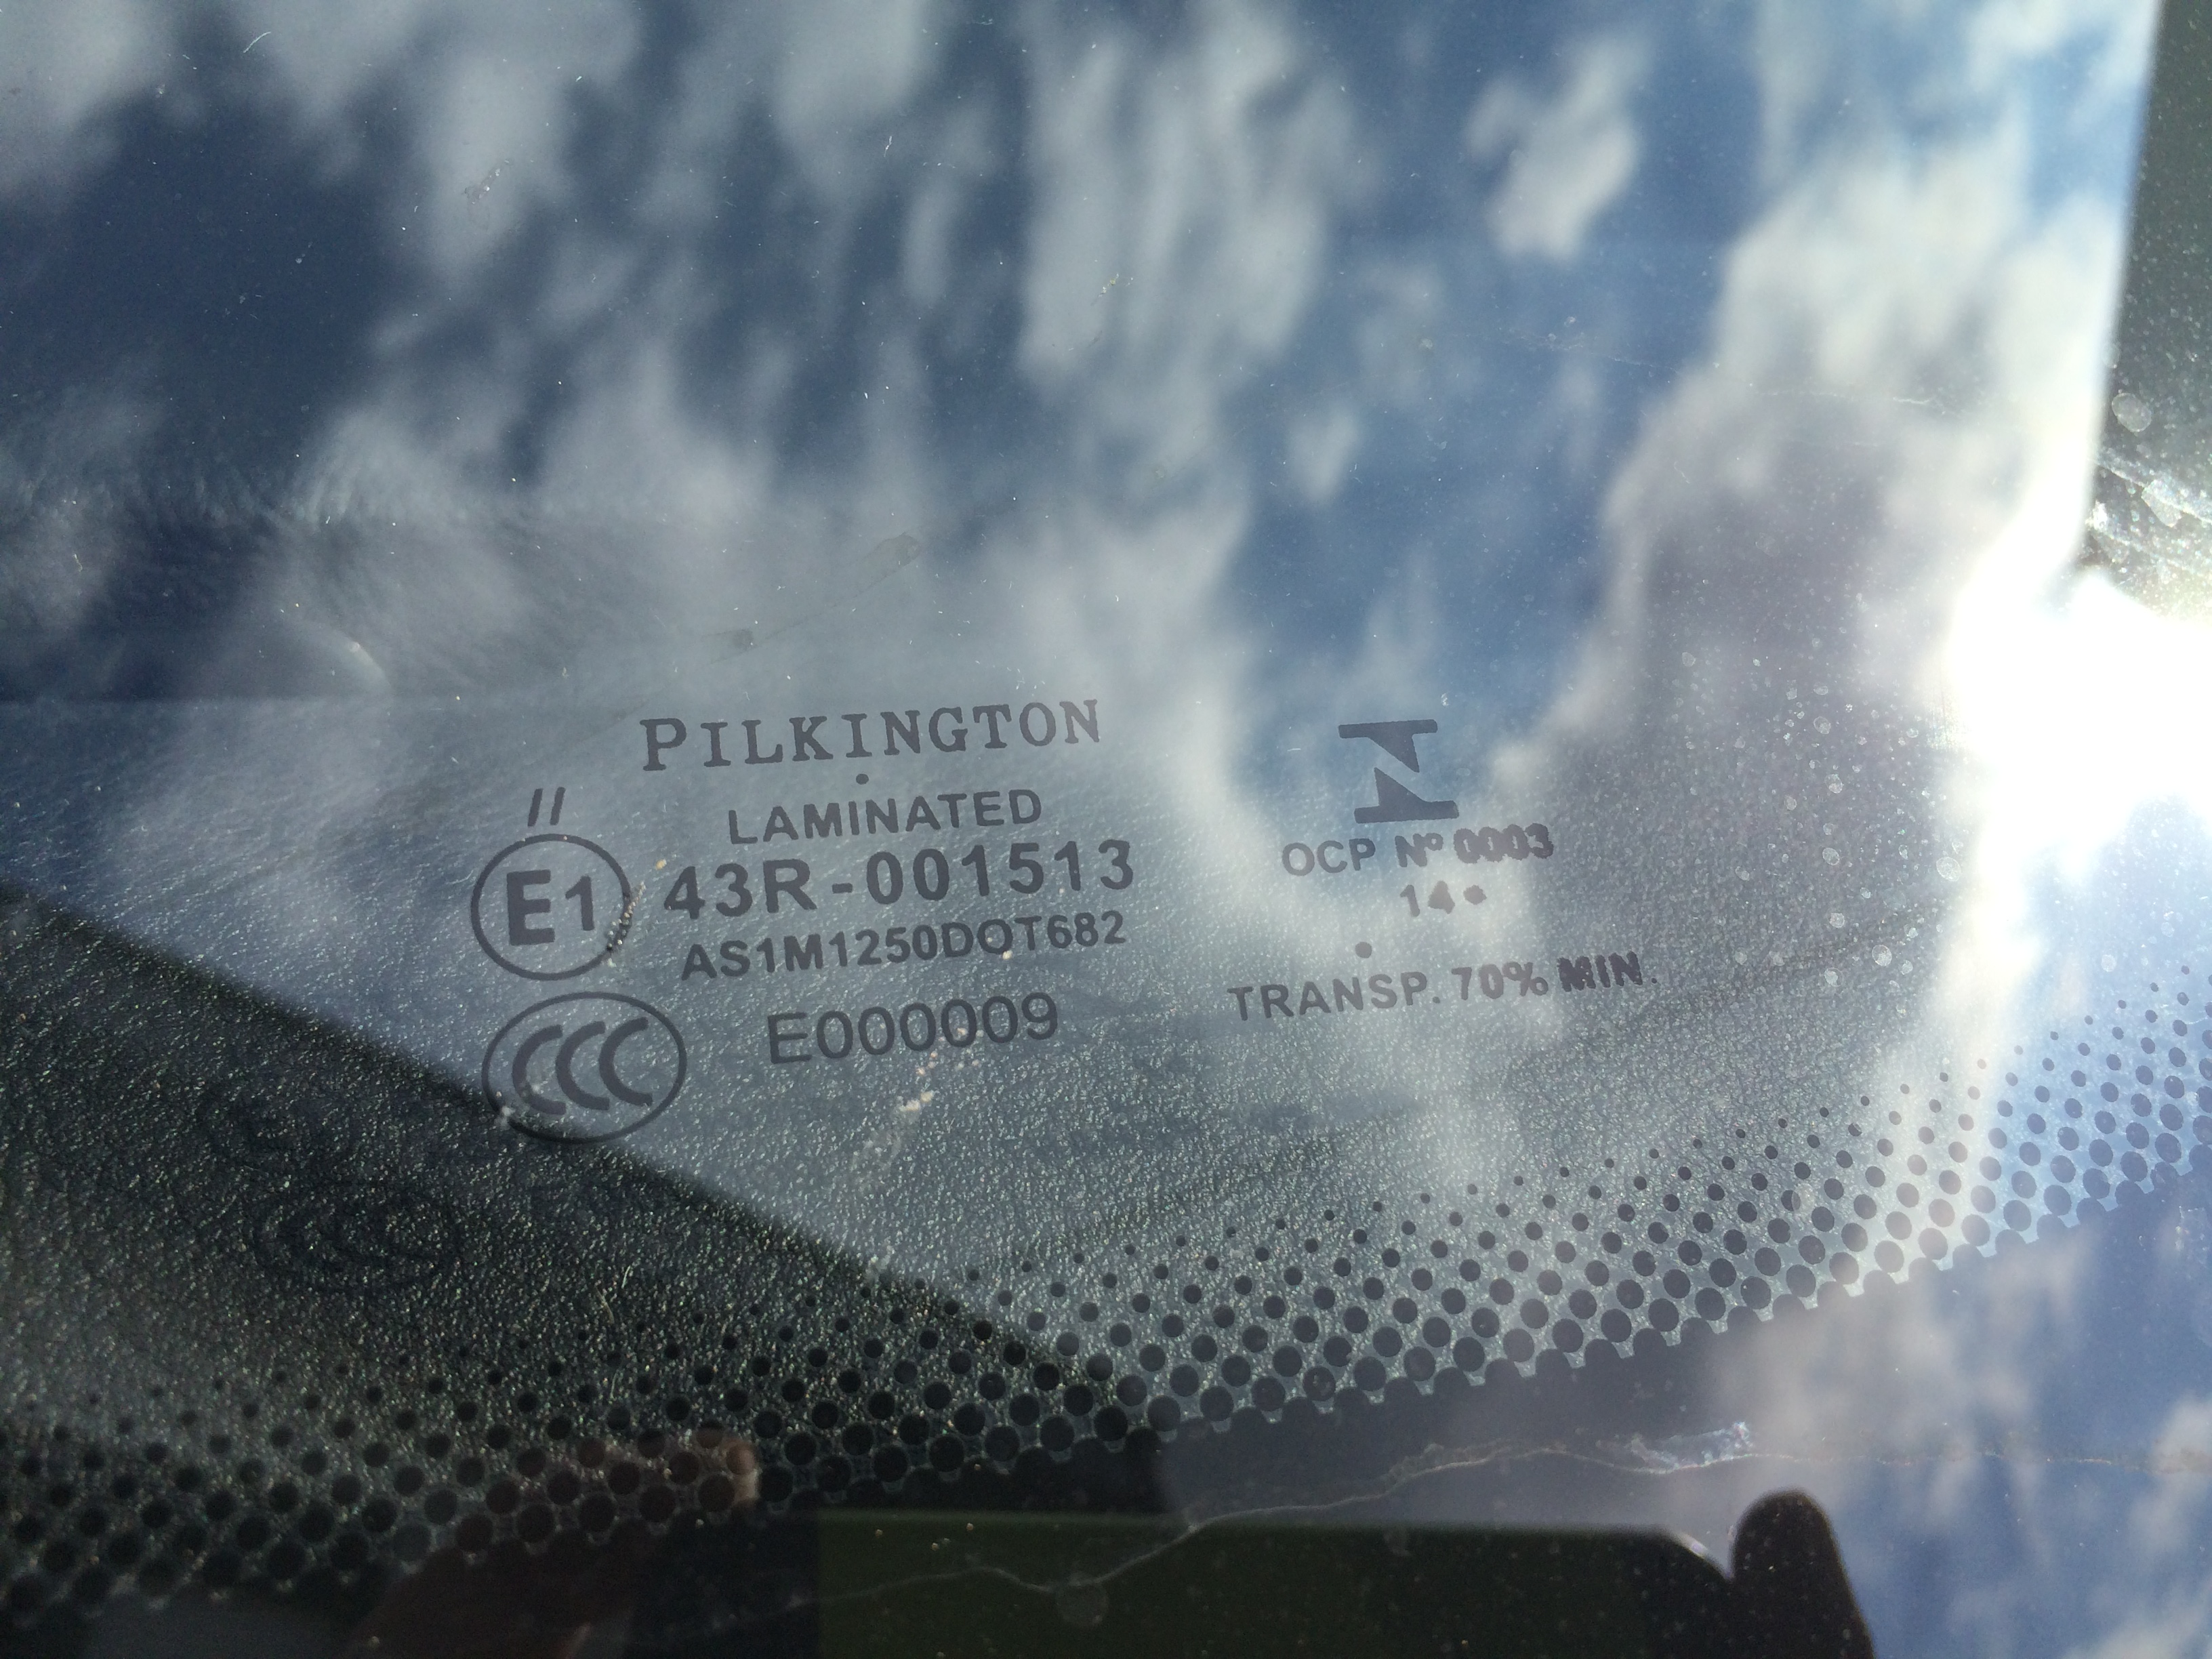 PILKINGTON
//
LAMINATED
E1
43R-001513
AS1M1250DOT682
CCC
E000009
OCP Nº 0003
14•
TRANSP. 70% MIN.